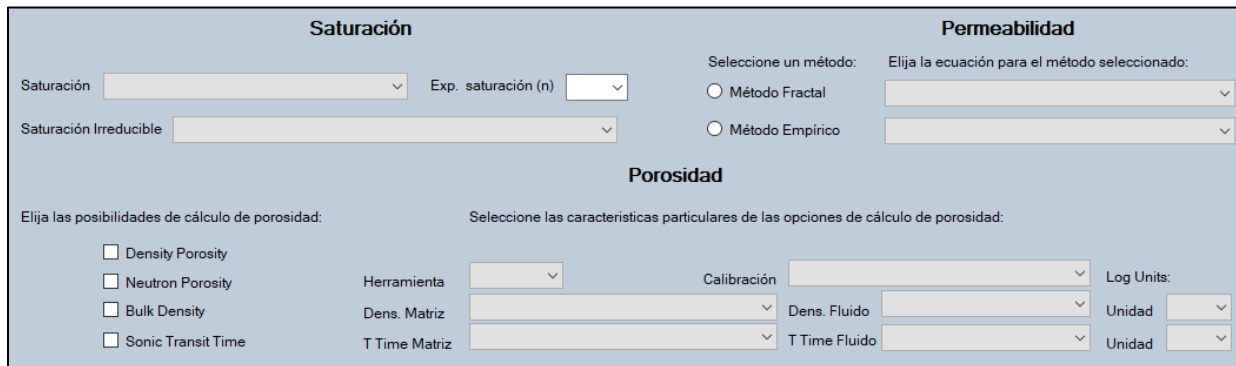 Saturación
Permeabilidad
Seleccione un método:
Elija la ecuación para el método seleccionado:
Saturación
Exp. saturación (n)
Método Fractal
Saturación Irreducible
Método Empírico
Porosidad
Elija las posibilidades de cálculo de porosidad:
Seleccione las caracteristicas particulares de las opciones de cálculo de porosidad:
Density Porosity
Neutron Porosity
Herramienta
Calibración
Log Units:
Bulk Density
Dens. Matriz
Dens. Fluido
Unidad
Sonic Transit Time
T Time Matriz
T Time Fluido
Unidad